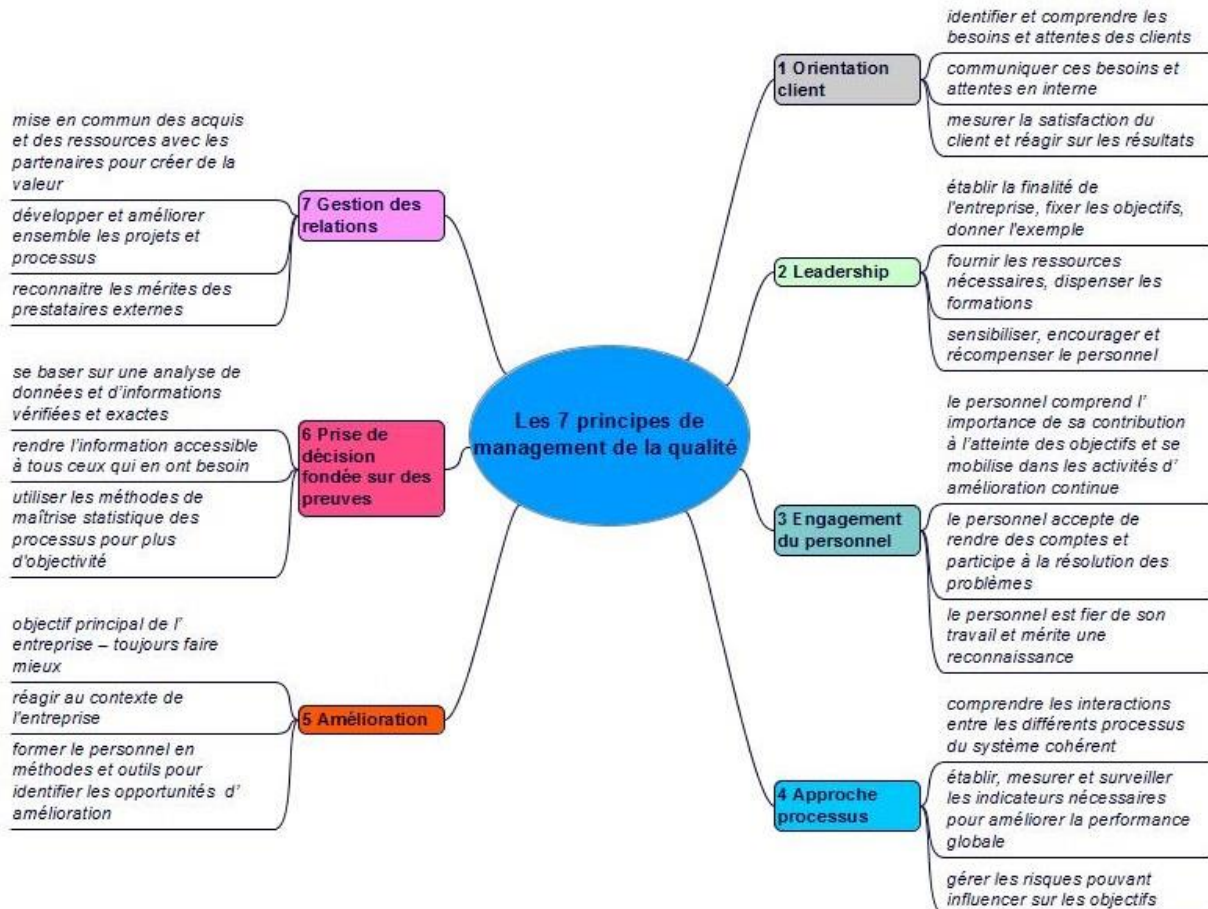 Les 7 principes de
management de la qualité
1 Orientation
client
identifier et comprendre les
besoins et attentes des clients
communiquer ces besoins et
attentes en interne
mesurer la satisfaction du
client et réagir sur les résultats
2 Leadership
établir la finalité de
l'entreprise, fixer les objectifs,
donner l'exemple
fournir les ressources
nécessaires, dispenser les
formations
sensibiliser, encourager et
récompenser le personnel
3 Engagement
du personnel
le personnel comprend l’
importance de sa contribution
à l’atteinte des objectifs et se
mobilise dans les activités d’
amélioration continue
le personnel accepte de
rendre des comptes et
participe à la résolution des
problèmes
le personnel est fier de son
travail et mérite une
reconnaissance
4 Approche
processus
comprendre les interactions
entre les différents processus
du système cohérent
établir, mesurer et surveiller
les indicateurs nécessaires
pour améliorer la performance
globale
gérer les risques pouvant
influencer sur les objectifs
5 Amélioration
objectif principal de l’
entreprise – toujours faire
mieux
réagir au contexte de
l’entreprise
former le personnel en
méthodes et outils pour
identifier les opportunités d’
amélioration
6 Prise de
décision
fondée sur des
preuves
se baser sur une analyse de
données et d’informations
vérifiées et exactes
rendre l’information accessible
à tous ceux qui en ont besoin
utiliser les méthodes de
maîtrise statistique des
processus pour plus
d’objectivité
7 Gestion des
relations
mise en commun des acquis
et des ressources avec les
partenaires pour créer de la
valeur
développer et améliorer
ensemble les projets et
processus
reconnaitre les mérites des
prestataires externes